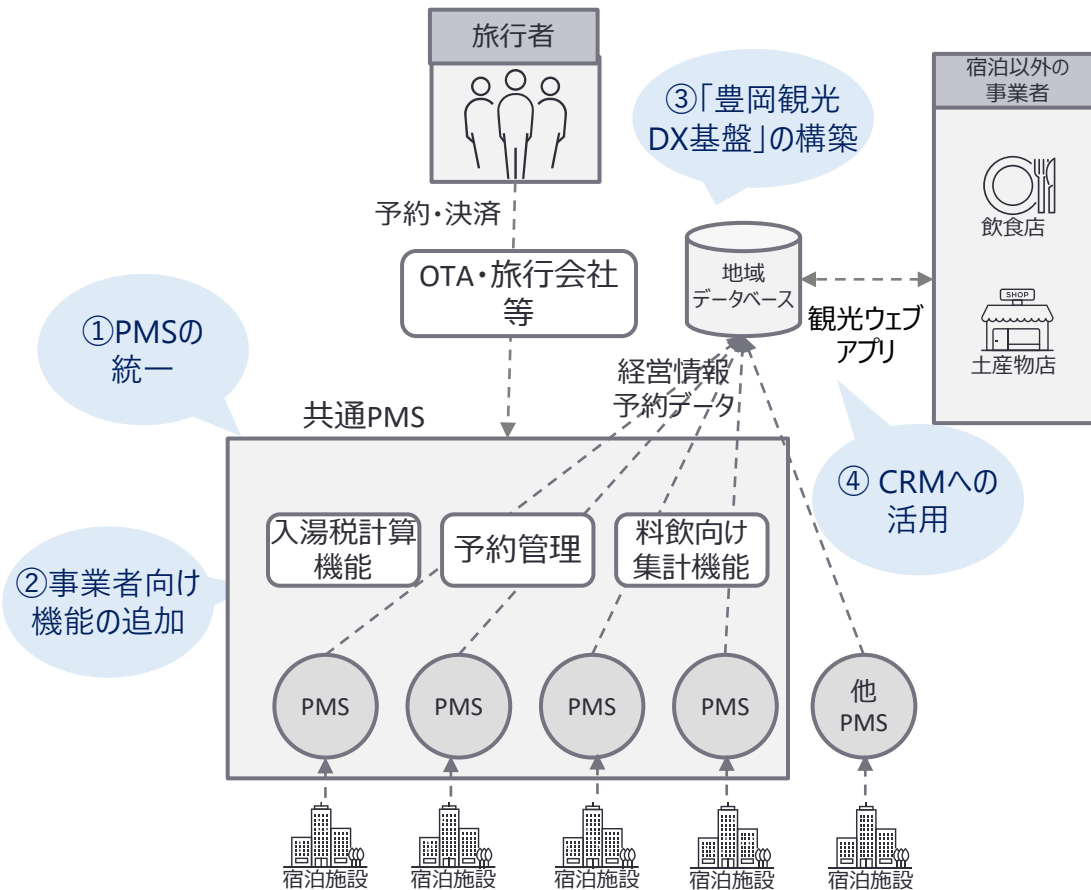 旅行者
③「豊岡観光
DX基盤」の構築
宿泊以外の
事業者
飲食店
SHOP
土産物店
予約・決済
OTA・旅行会社
等
地域
データベース
観光ウェブ
アプリ
①PMSの
統一
経営情報
予約データ
共通PMS
④ CRMへの
活用
入湯税計算
機能
予約管理
料飲向け
集計機能
②事業者向け
機能の追加
PMS
PMS
PMS
PMS
他
PMS
宿泊施設
宿泊施設
宿泊施設
宿泊施設
宿泊施設